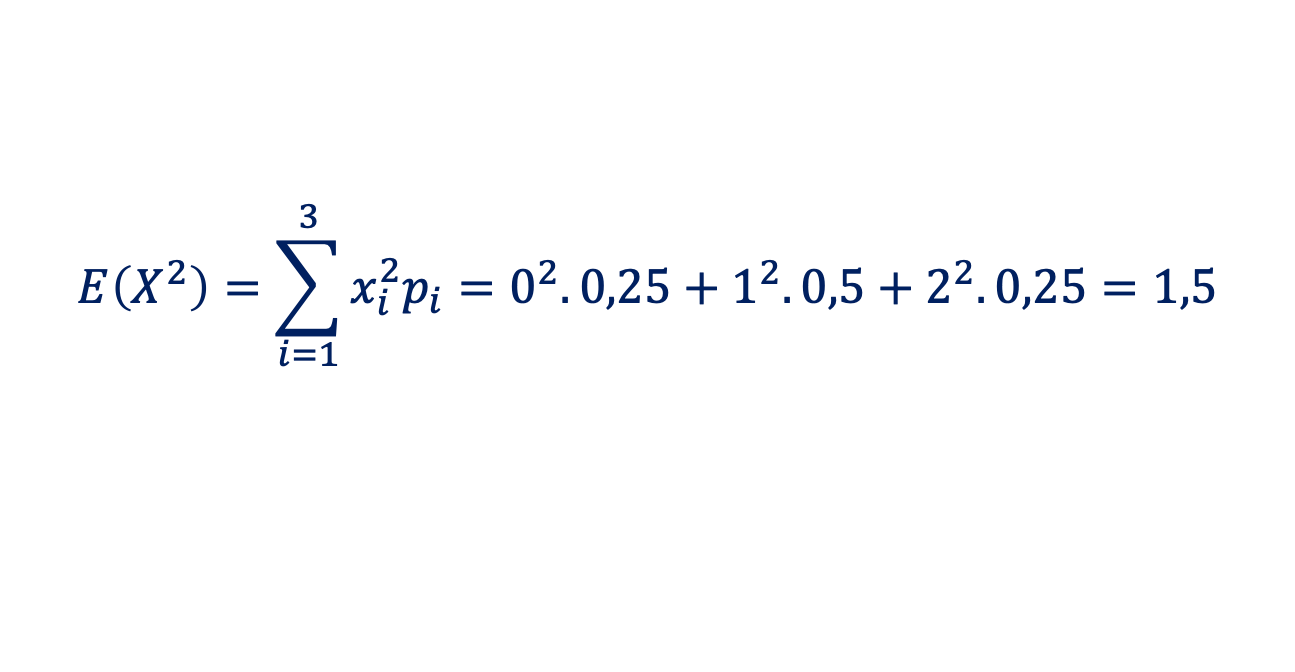 E(X²) = ∑_{i=1}^{3} x_i² p_i = 0². 0,25 + 1². 0,5 + 2². 0,25 = 1,5